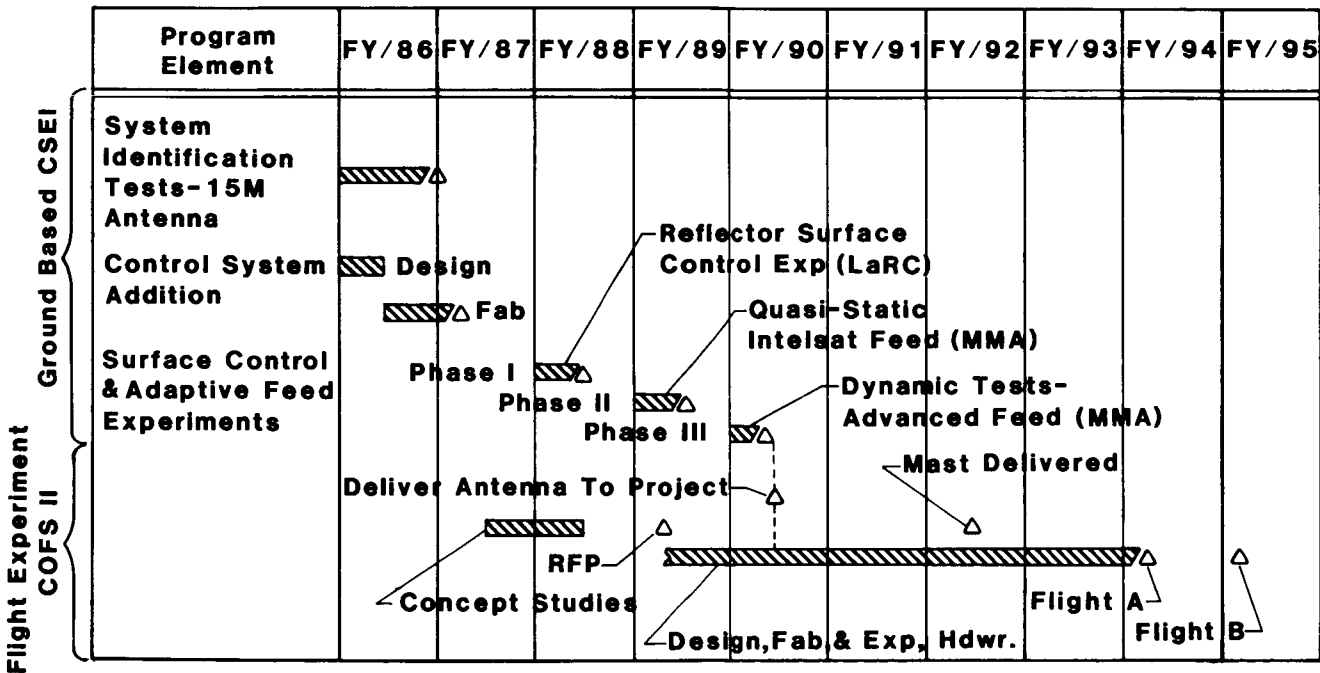 Program
Element
FY/86 FY/87 FY/88 FY/89 FY/90 FY/91 FY/92 FY/93 FY/94 FY/95
Ground Based CSEI
System
Identification
Tests-15M
Antenna
Control System
Addition
Design
Fab
Surface Control
& Adaptive Feed
Experiments
Phase I
Reflector Surface
Control Exp (LaRC)
Phase II
Quasi-Static
Intelsat Feed (MMA)
Phase III
Dynamic Tests-
Advanced Feed (MMA)
Flight Experiment
COFS II
Deliver Antenna To Project
Mast Delivered
RFP
Concept Studies
Design, Fab, & Exp, Hdwr.
Flight A
Flight B